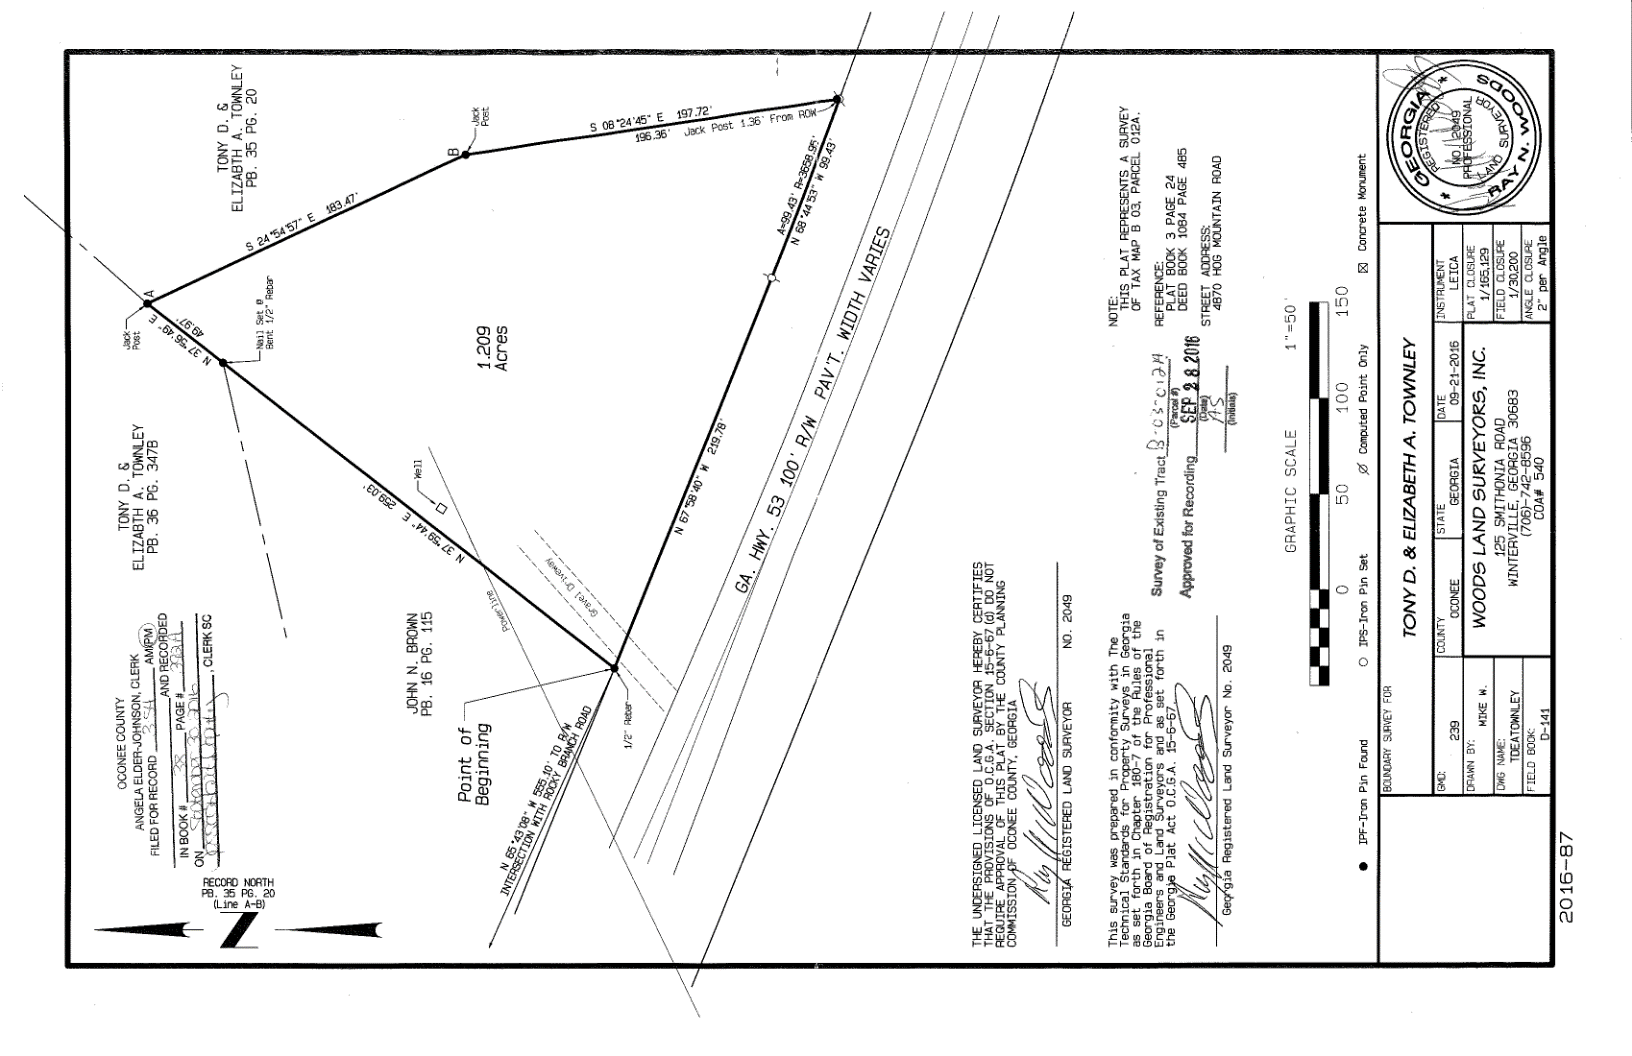 OCONEE COUNTY
ANGELA ELDER-JOHNSON, CLERK
FILED FOR RECORD AM/PM
AND RECORDED
IN BOOK # 38 PAGE #
ON
, CLERK SC
RECORD NORTH
PB. 35 PG. 20
(Line A-B)
N
TONY D. &
ELIZABTH A. TOWNLEY
PB. 36 PG. 347B
TONY D. &
ELIZABTH A. TOWNLEY
PB. 35 PG. 20
JOHN N. BROWN
PB. 16 PG. 115
Jack
Post
A
N 37°56'49" E
49.97'
Nail Set @
Bent 1/2" Rebar
S 24°54'57" E 183.47'
B
Jack
Post
S 08°24'45" E 197.72'
196.36' Jack Post 1.36' From ROW
A=99.43' R=3658.95'
N 68°44'53" W 99.43'
1.209
Acres
N 37°59'44" E 259.03'
Well
Powerline
Gravel Driveway
N 67°58'40" W 219.78'
GA. HWY. 53 100' R/W PAV'T. WIDTH VARIES
Point of
Beginning
1/2" Rebar
N 65°43'08" W 555.10' TO R/W
INTERSECTION WITH ROCKY BRANCH ROAD
THE UNDERSIGNED LICENSED LAND SURVEYOR HEREBY CERTIFIES
THAT THE PROVISIONS OF O.C.G.A. SECTION 15-6-67 (d) DO NOT
REQUIRE APPROVAL OF THIS PLAT BY THE COUNTY PLANNING
COMMISSION OF OCONEE COUNTY, GEORGIA
GEORGIA REGISTERED LAND SURVEYOR NO. 2049
NOTE:
THIS PLAT REPRESENTS A SURVEY
OF TAX MAP B 03, PARCEL 012A.
REFERENCE:
PLAT BOOK 3 PAGE 24
DEED BOOK 1084 PAGE 485
STREET ADDRESS:
4870 HOG MOUNTAIN ROAD
Survey of Existing Tract B-03-012A
(Parcel #)
Approved for Recording SEP 28 2016
(Date)
AS
(Initials)
This survey was prepared in conformity with The
Technical Standards for Property Surveys in Georgia
as set forth in Chapter 180-7 of the Rules of the
Georgia Board of Registration for Professional
Engineers and Land Surveyors and as set forth in
the Georgia Plat Act O.C.G.A. 15-6-67.
Georgia Registered Land Surveyor No. 2049
GRAPHIC SCALE 1"=50'
0 50 100 150
IPF-Iron Pin Found IPS-Iron Pin Set Computed Point Only Concrete Monument
BOUNDARY SURVEY FOR
TONY D. & ELIZABETH A. TOWNLEY
GMD: 239
COUNTY OCONEE
STATE GEORGIA
DATE 09-21-2016
INSTRUMENT LEICA
DRAWN BY: MIKE W.
DWG NAME: TDEATOWNLEY
FIELD BOOK: D-141
WOODS LAND SURVEYORS, INC.
125 SMITHONIA ROAD
WINTERVILLE, GEORGIA 30683
(706)-742-8596
COA# 540
PLAT CLOSURE
1/165,129
FIELD CLOSURE
1/30,200
ANGLE CLOSURE
2" per Angle
GEORGIA
REGISTERED
NO. 2049
PROFESSIONAL
LAND SURVEYOR
RAY N. WOODS
2016-87